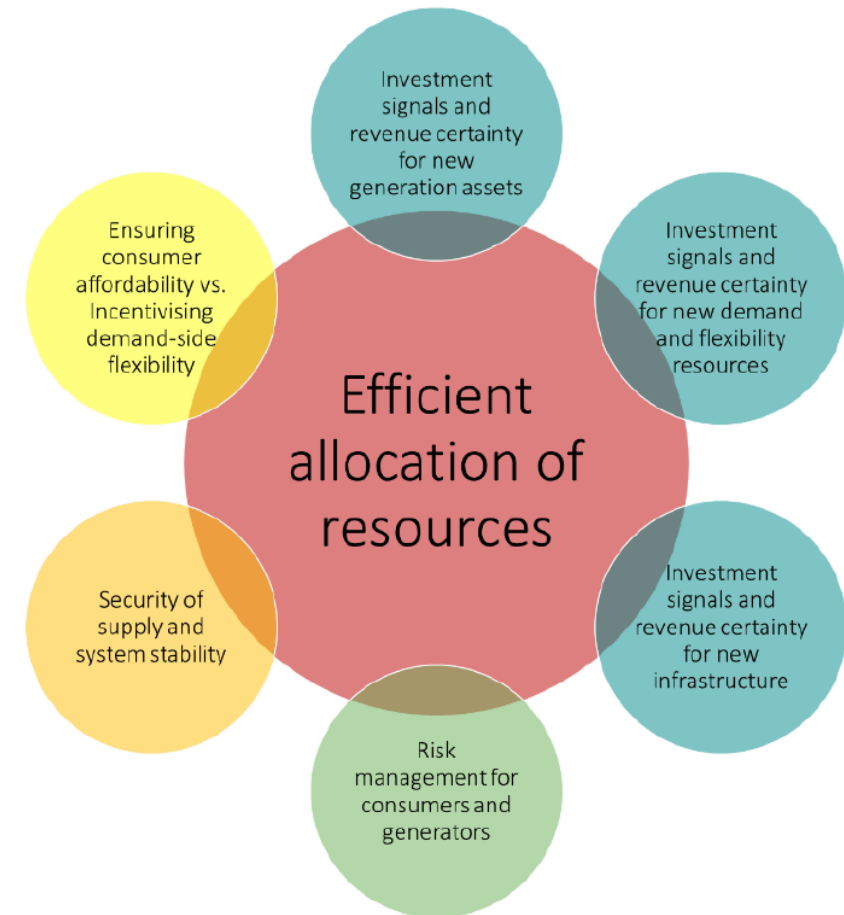 Investment
signals and
revenue certainty
for new
generation assets
Ensuring
consumer
affordability vs.
Incentivising
demand-side
flexibility
Investment
signals and
revenue certainty
for new demand
and flexibility
resources
Efficient
allocation of
resources
Security of
supply and
system stability
Investment
signals and
revenue certainty
for new
infrastructure
Risk
management for
consumers and
generators